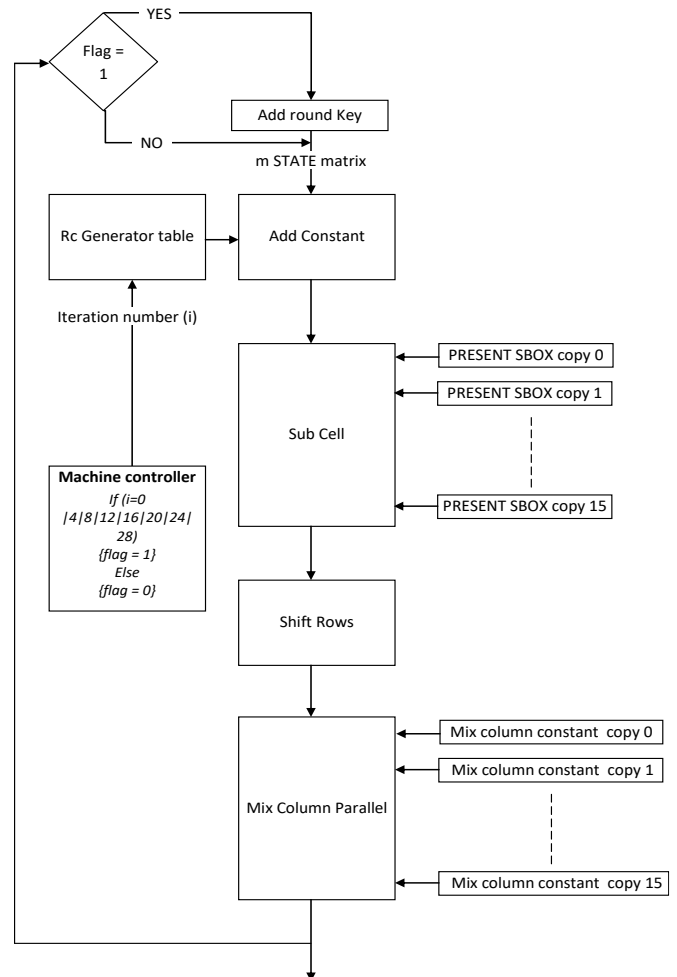 YES
Flag =
1
Add round Key
NO
m STATE matrix
Rc Generator table
Add Constant
Iteration number (i)
PRESENT SBOX copy 0
PRESENT SBOX copy 1
Sub Cell
PRESENT SBOX copy 15
Machine controller
If (i=0
|4|8|12|16|20|24|
28)
{flag = 1}
Else
{flag = 0}
Shift Rows
Mix column constant copy 0
Mix column constant copy 1
Mix Column Parallel
Mix column constant copy 15